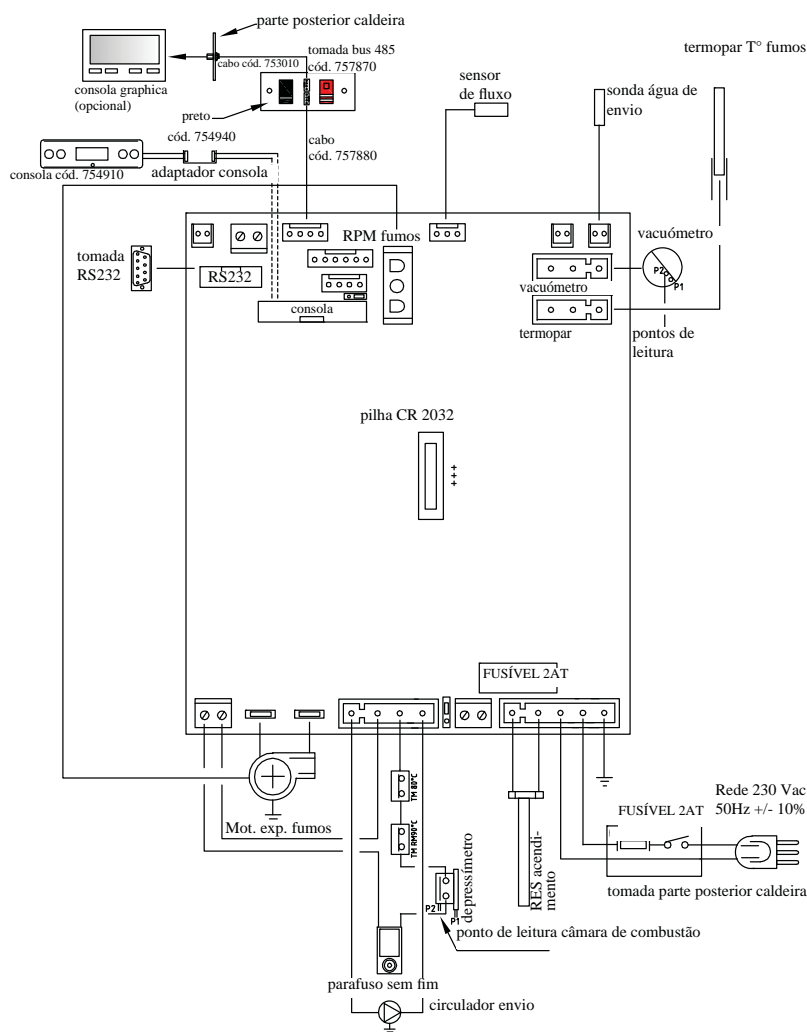 parte posterior caldeira
termopar T° fumos
tomada bus 485
cód. 757870
cabo cód. 753010
consola graphica
(opcional)
preto
sensor
de fluxo
sonda água de
envio
cód. 754940
cabo
cód. 757880
adaptador consola
consola cód. 754910
tomada
RS232
RS232
RPM fumos
consola
vacuómetro
P2
P1
vacuómetro
termopar
pontos de
leitura
pilha CR 2032
+++
FUSÍVEL 2AT
Mot. exp. fumos
TM 80°C
TM RM90°C
depressímetro
P2
P1
RES acendi-
mento
Rede 230 Vac
50Hz +/- 10%
FUSÍVEL 2AT
tomada parte posterior caldeira
ponto de leitura câmara de combustão
parafuso sem fim
circulador envio